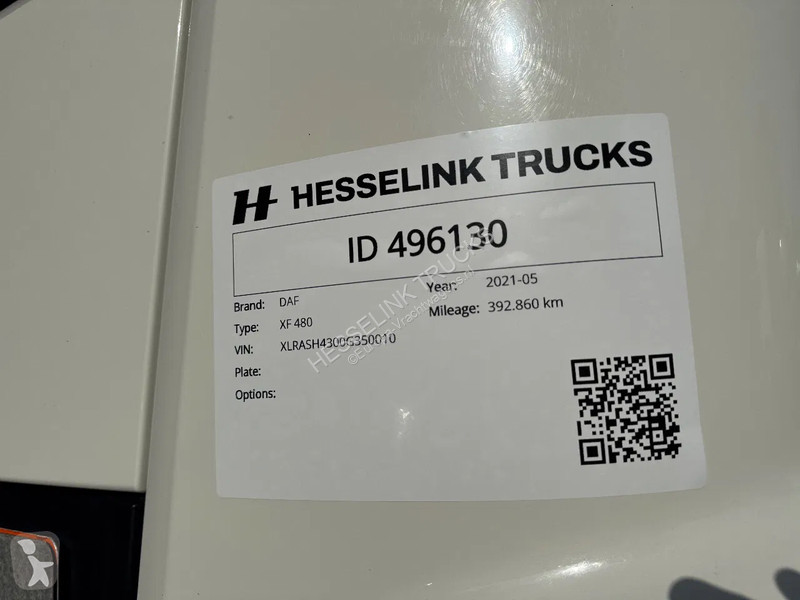 H HESSELINK TRUCKS
ID 496130
Brand: DAF
Type: XF 480
VIN: XLRASH4300G350010
Plate:
Options:
Year: 2021-05
Mileage: 392.860 km
HESSELINK TRUCKS